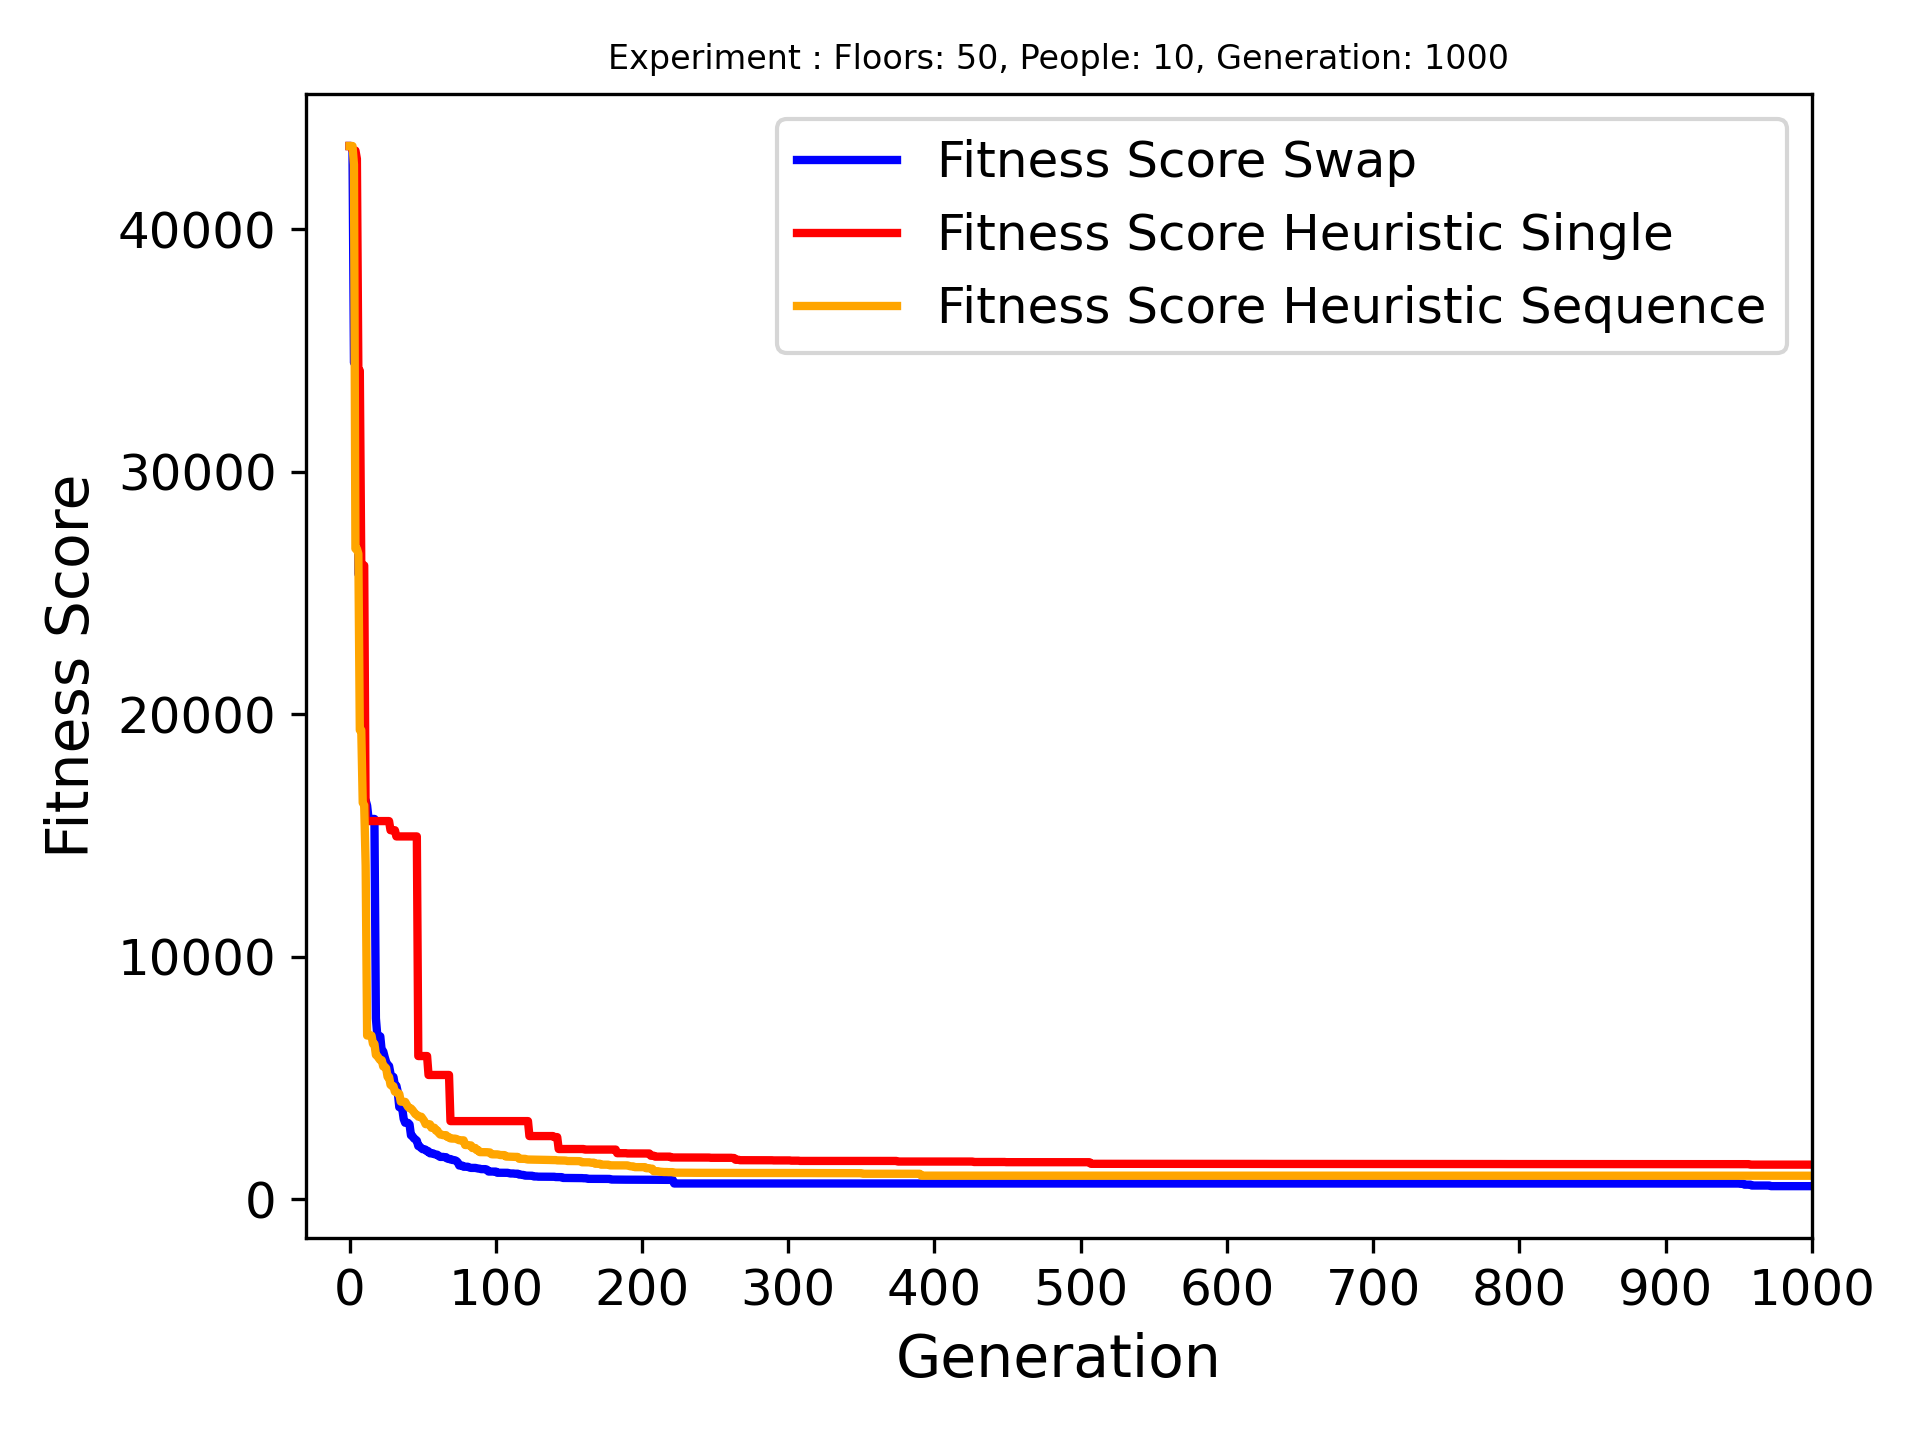 Experiment : Floors: 50, People: 10, Generation: 1000
Fitness Score Swap
Fitness Score Heuristic Single
Fitness Score Heuristic Sequence
Fitness Score
40000
30000
20000
10000
0
0 100 200 300 400 500 600 700 800 900 1000
Generation